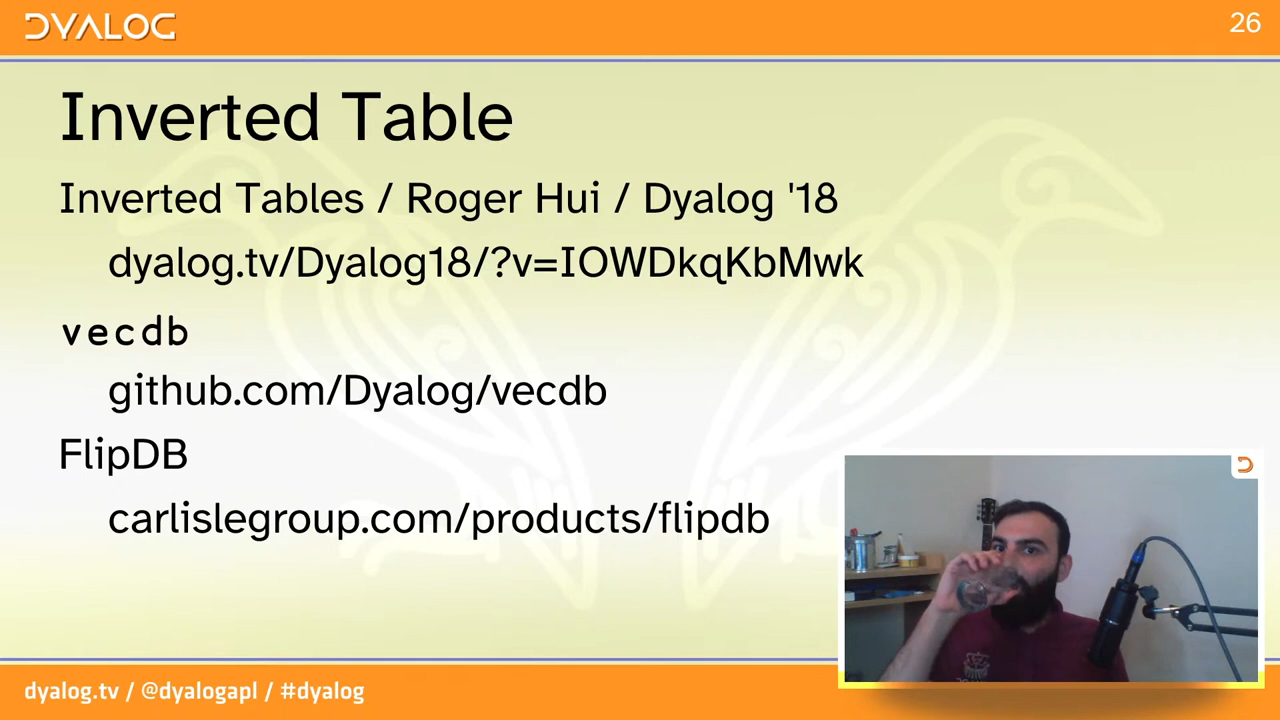 DYALOG
26
Inverted Table
Inverted Tables / Roger Hui / Dyalog '18
dyalog.tv/Dyalog18/?v=IOWDkqKbMwk
vecdb
github.com/Dyalog/vecdb
FlipDB
carlislegroup.com/products/flipdb
dyalog.tv / @dyalogapl / #dyalog